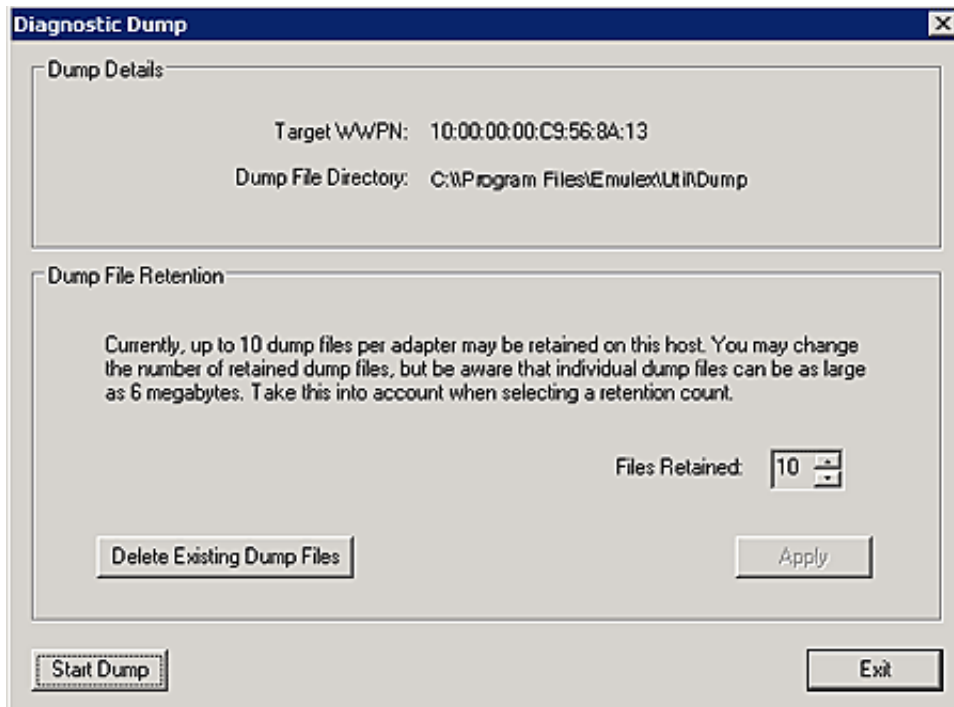 Diagnostic Dump
Dump Details
Target WWPN: 10:00:00:00:C9:56:8A:13
Dump File Directory: C:\\Program Files\Emulex\Util\Dump
Dump File Retention
Currently, up to 10 dump files per adapter may be retained on this host. You may change
the number of retained dump files, but be aware that individual dump files can be as large
as 6 megabytes. Take this into account when selecting a retention count.
Files Retained: 10
Delete Existing Dump Files
Apply
Start Dump
Exit